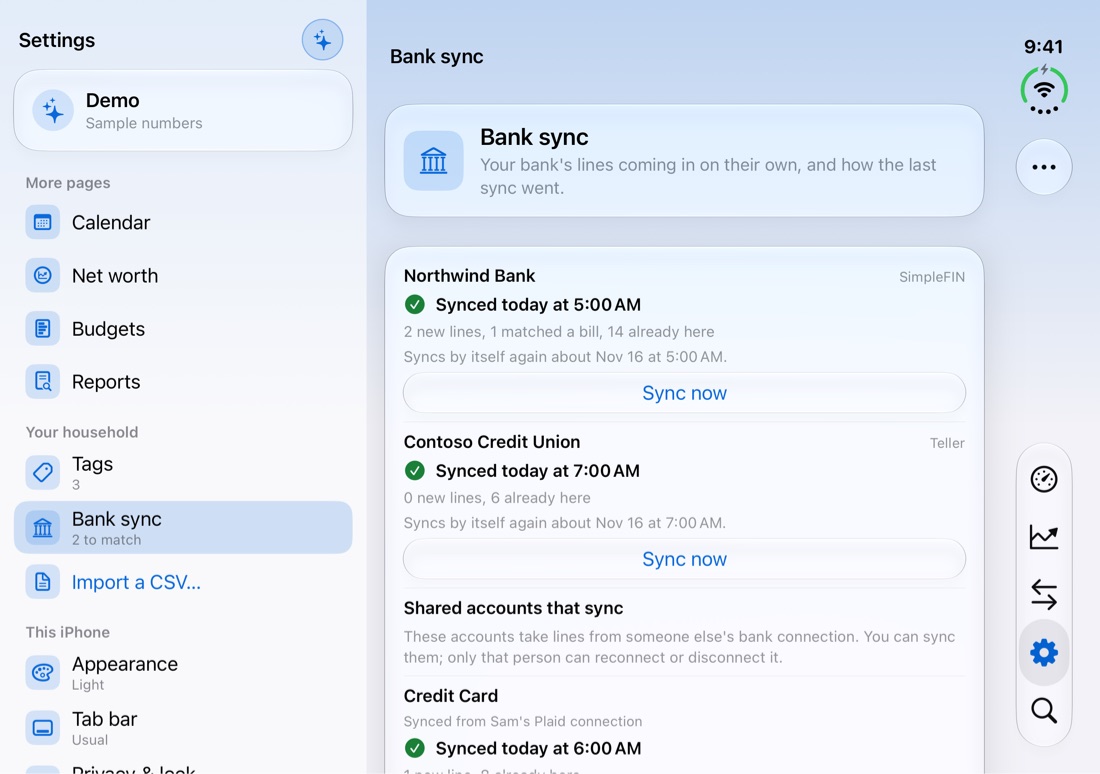 Settings
Demo
Sample numbers
More pages
Calendar
Net worth
Budgets
Reports
Your household
Tags
3
Bank sync
2 to match
Import a CSV...
This iPhone
Appearance
Light
Tab bar
Usual
Privacy & lock
Bank sync
Bank sync
Your bank's lines coming in on their own, and how the last
sync went.
Northwind Bank
SimpleFIN
Synced today at 5:00 AM
2 new lines, 1 matched a bill, 14 already here
Syncs by itself again about Nov 16 at 5:00 AM.
Sync now
Contoso Credit Union
Teller
Synced today at 7:00 AM
0 new lines, 6 already here
Syncs by itself again about Nov 16 at 7:00 AM.
Sync now
Shared accounts that sync
These accounts take lines from someone else's bank connection. You can sync
them; only that person can reconnect or disconnect it.
Credit Card
Synced from Sam's Plaid connection
Synced today at 6:00 AM
9:41